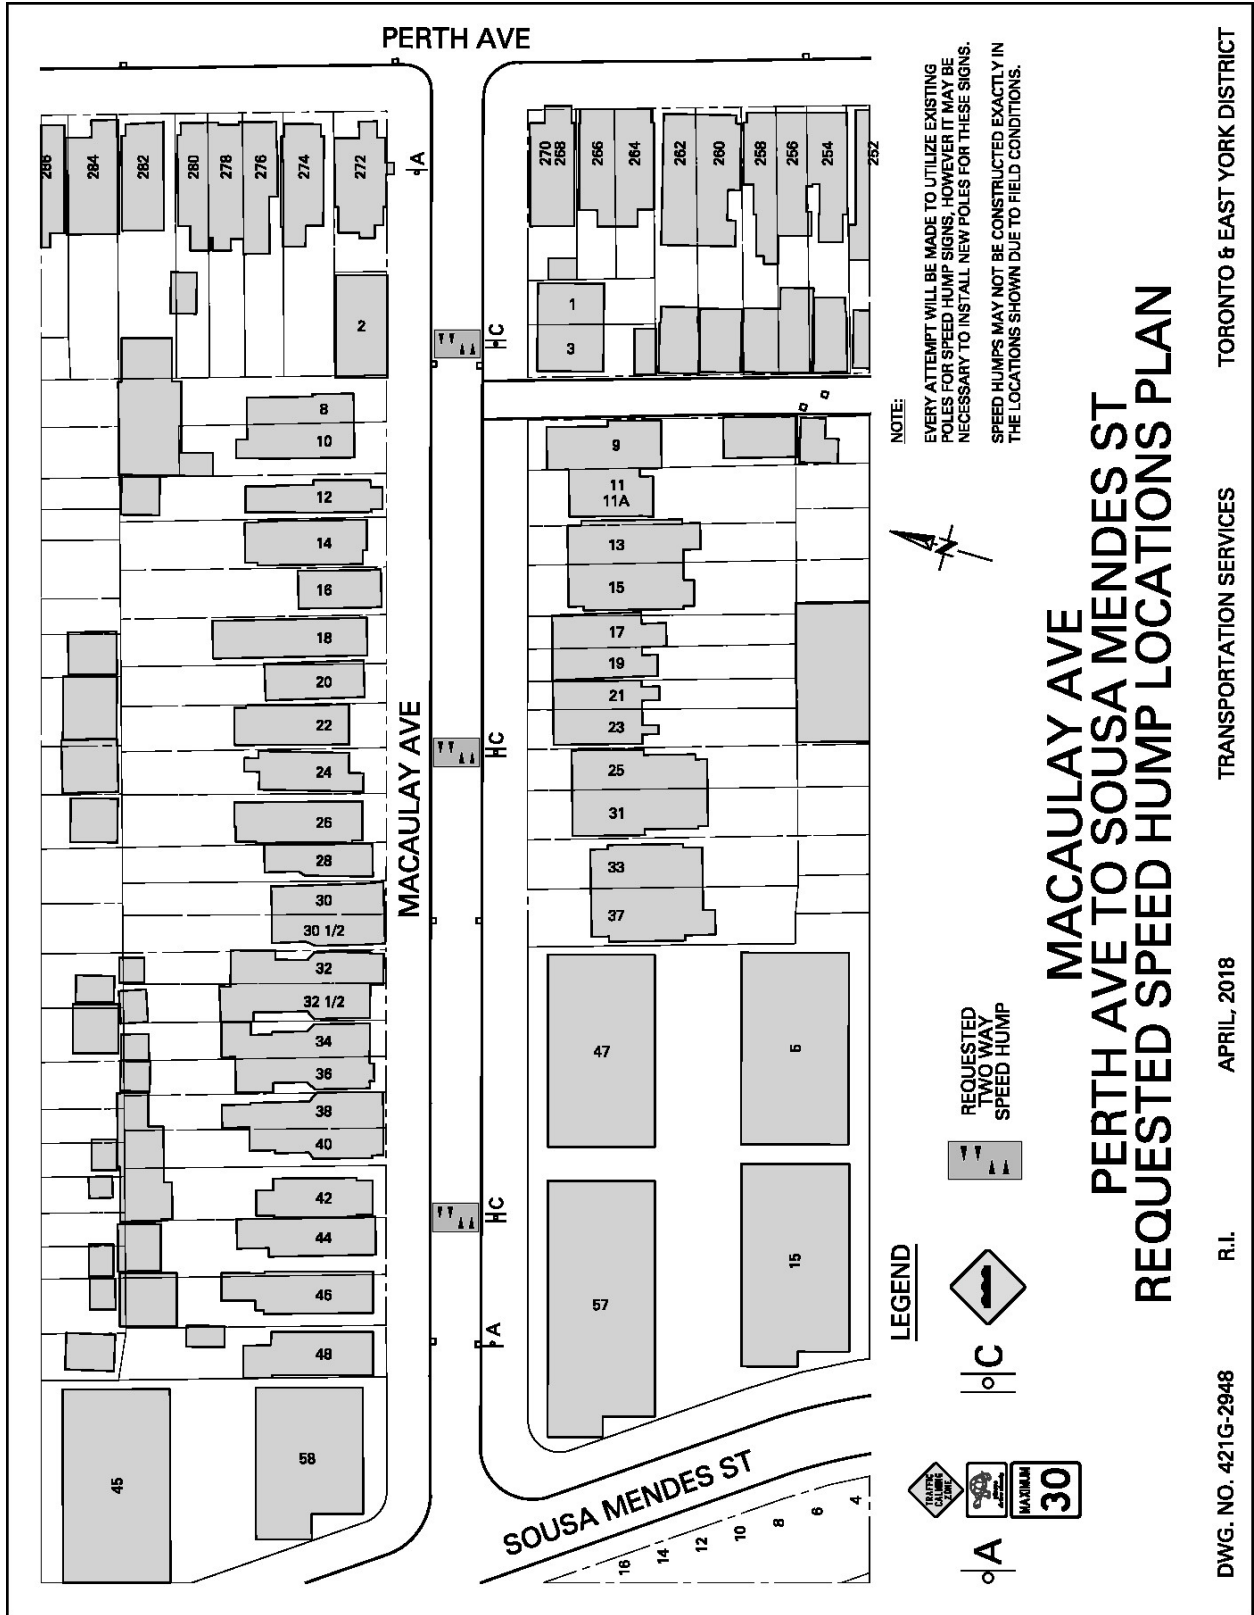 PERTH AVE
MACAULAY AVE
SOUSA MENDES ST
286
284
282
280
278
276
274
272
2
8
10
12
14
16
18
20
22
24
26
28
30
30 1/2
32
32 1/2
34
36
38
40
42
44
46
48
58
45
A
C
C
C
A
270
268
266
264
262
260
258
256
254
252
1
3
9
11
11A
13
15
17
19
21
23
25
31
33
37
47
57
15
16
14
12
10
8
6
4
NOTE:
EVERY ATTEMPT WILL BE MADE TO UTILIZE EXISTING
POLES FOR SPEED HUMP SIGNS, HOWEVER IT MAY BE
NECESSARY TO INSTALL NEW POLES FOR THESE SIGNS.
SPEED HUMPS MAY NOT BE CONSTRUCTED EXACTLY IN
THE LOCATIONS SHOWN DUE TO FIELD CONDITIONS.
N
LEGEND
A
TRAFFIC
CALMING
ZONE
MAXIMUM
30
C
REQUESTED
TWO WAY
SPEED HUMP
MACAULAY AVE
PERTH AVE TO SOUSA MENDES ST
REQUESTED SPEED HUMP LOCATIONS PLAN
DWG. NO. 421G-2948
R.I.
APRIL, 2018
TRANSPORTATION SERVICES
TORONTO & EAST YORK DISTRICT